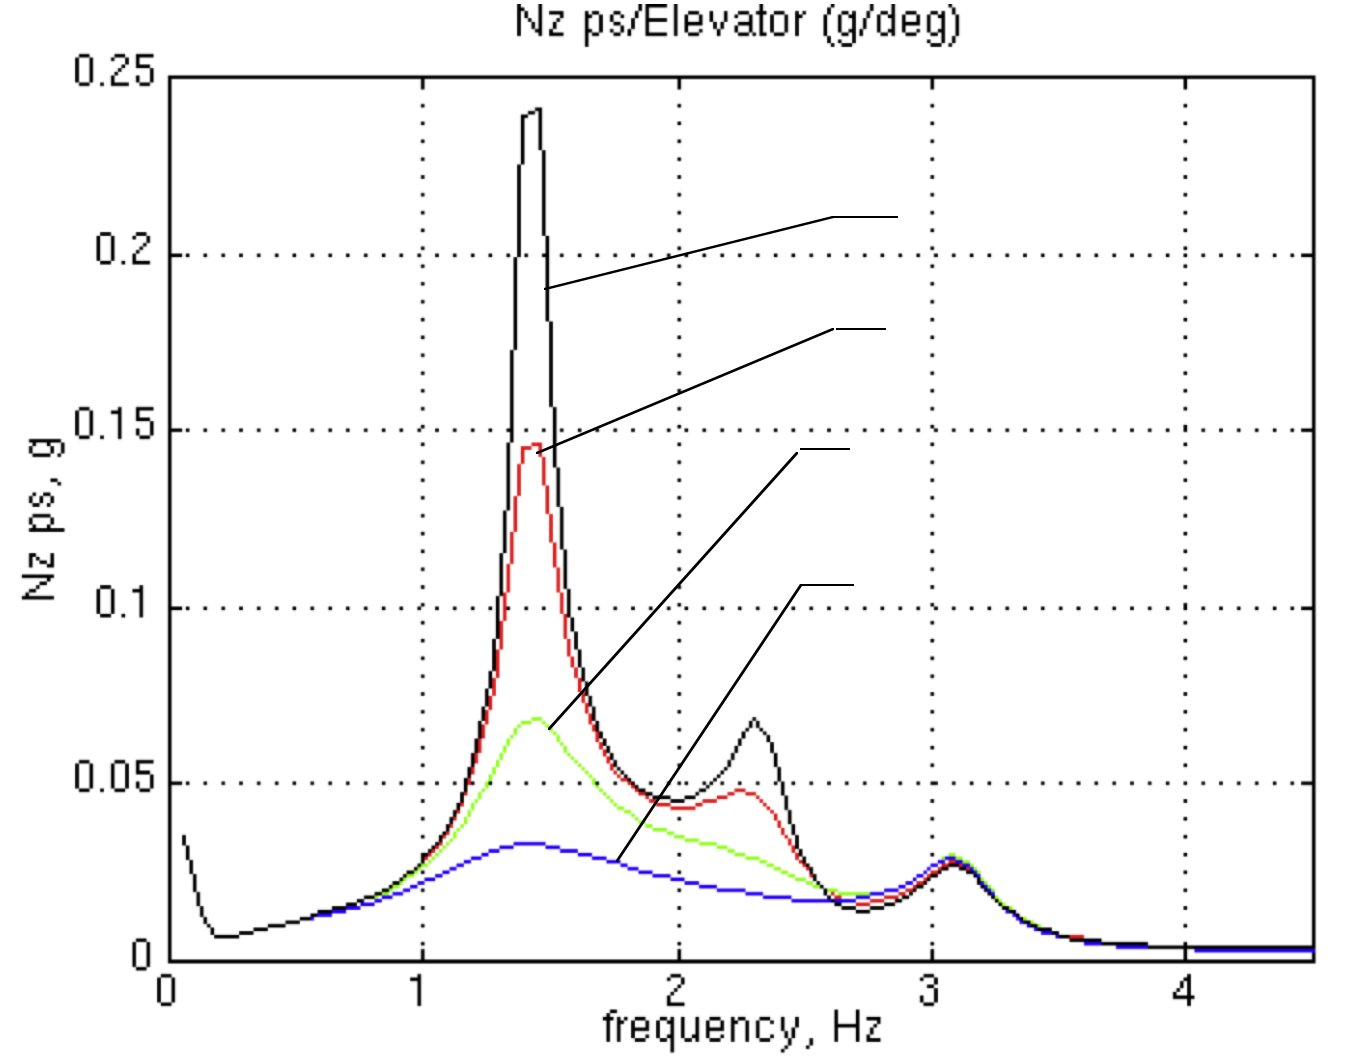 Nz ps/Elevator (g/deg)
0.25
0.2
0.15
0.1
0.05
0
Nz ps, g
0 1 2 3 4
frequency, Hz